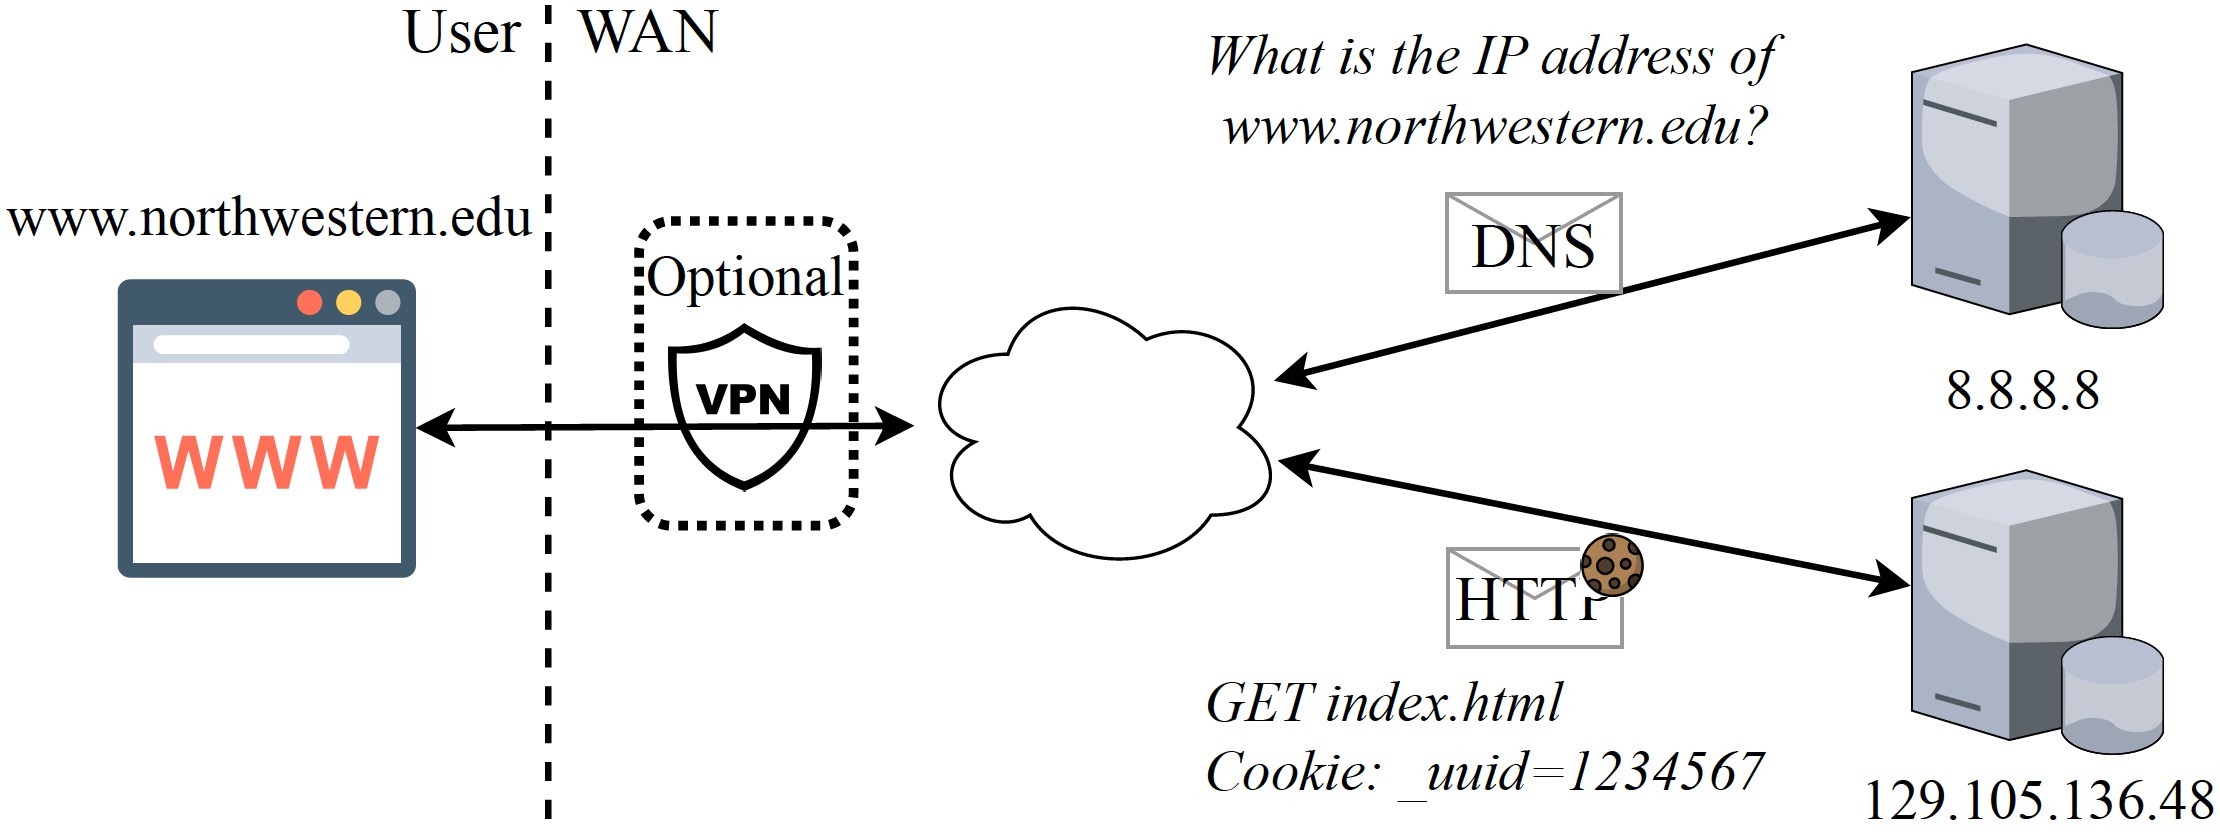 User
WAN
What is the IP address of
www.northwestern.edu?
www.northwestern.edu
Optional
VPN
WWW
DNS
8.8.8.8
HTTP
GET index.html
Cookie: _uuid=1234567
129.105.136.48